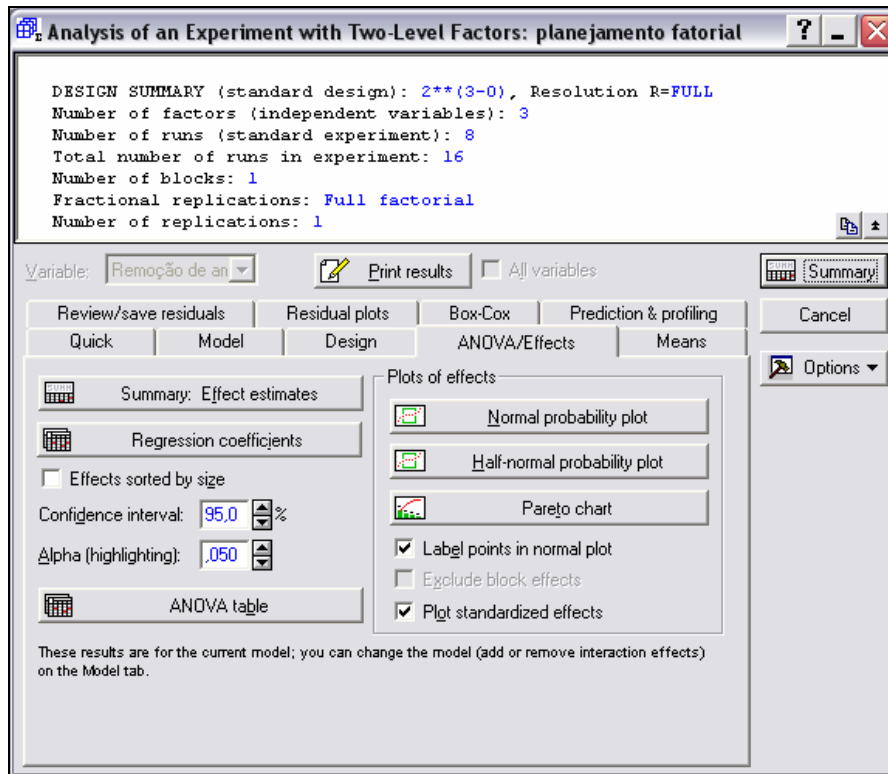 Analysis of an Experiment with Two-Level Factors: planejamento fatorial
DESIGN SUMMARY (standard design): 2**(3-0), Resolution R=FULL
Number of factors (independent variables): 3
Number of runs (standard experiment): 8
Total number of runs in experiment: 16
Number of blocks: 1
Fractional replications: Full factorial
Number of replications: 1
Variable: Remoção de an Print results All variables Summary
Review/save residuals Residual plots Box-Cox Prediction & profiling Cancel
Quick Model Design ANOVA/Effects Means
Options
Summary: Effect estimates
Regression coefficients
Effects sorted by size
Confidence interval: 95,0 %
Alpha (highlighting): ,050
ANOVA table
Plots of effects
Normal probability plot
Half-normal probability plot
Pareto chart
Label points in normal plot
Exclude block effects
Plot standardized effects
These results are for the current model; you can change the model (add or remove interaction effects)
on the Model tab.